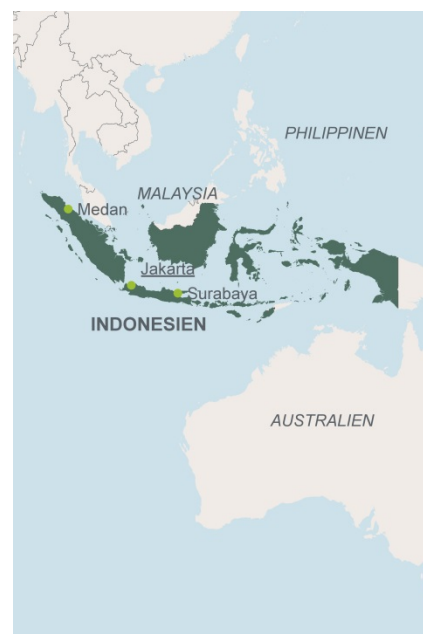 PHILIPPINEN
MALAYSIA
Medan
Jakarta
Surabaya
INDONESIEN
AUSTRALIEN